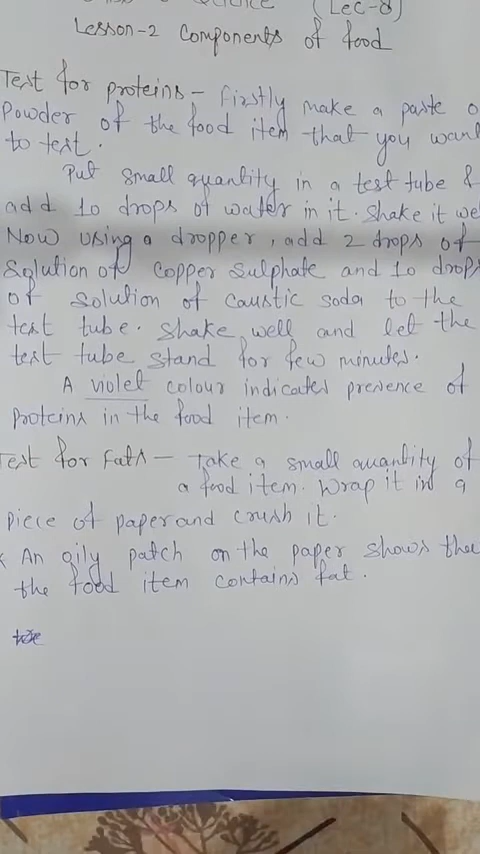 Science (Lec-8)
Lesson-2 Components of food
Test for proteins - Firstly make a paste o
Powder of the food item that you want
to test.
Put small quantity in a test tube &
add 10 drops of water in it. Shake it we
Now using a dropper, add 2 drops of
Solution of Copper Sulphate and 10 drops
of solution of caustic soda to the
test tube. Shake well and let the
test tube stand for few minutes.
A violet colour indicates presence of
proteins in the food item.
Test for Fats - Take a small quantity of
a food item. Wrap it in a
piece of paper and crush it.
An oily patch on the paper shows tha
the food item contains fat.